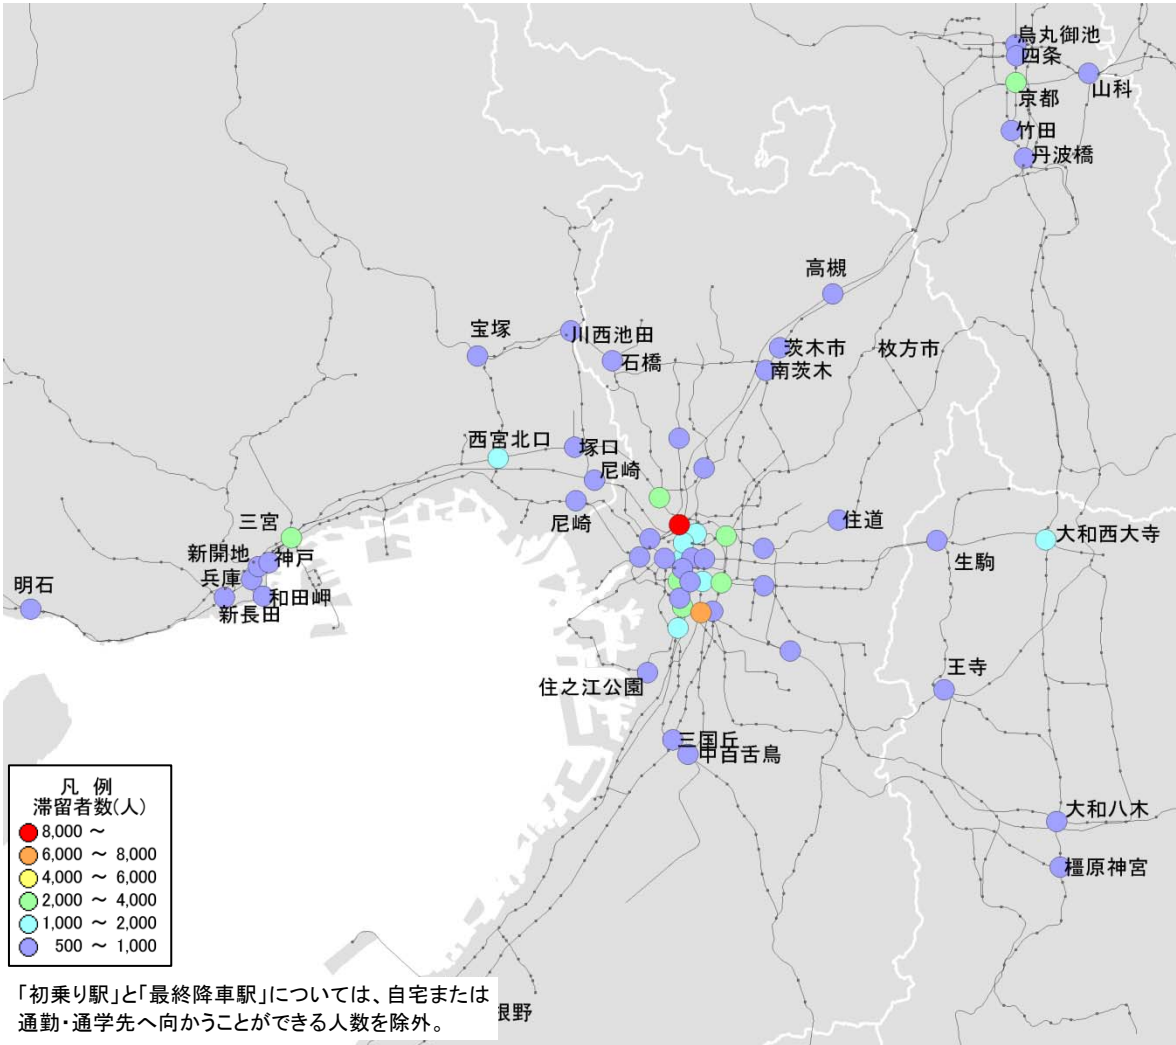 烏丸御池
四条
山科
京都
竹田
丹波橋
高槻
宝塚
川西池田
石橋
茨木市
枚方市
南茨木
西宮北口
塚口
尼崎
尼崎
三宮
住道
大和西大寺
生駒
新開地
神戸
兵庫
明石
和田岬
新長田
王寺
住之江公園
三国丘
中百舌鳥
大和八木
橿原神宮
凡 例
滞留者数(人)
8,000 ～
6,000 ～ 8,000
4,000 ～ 6,000
2,000 ～ 4,000
1,000 ～ 2,000
500 ～ 1,000
「初乗り駅」と「最終降車駅」については、自宅または
通勤・通学先へ向かうことができる人数を除外。
根野